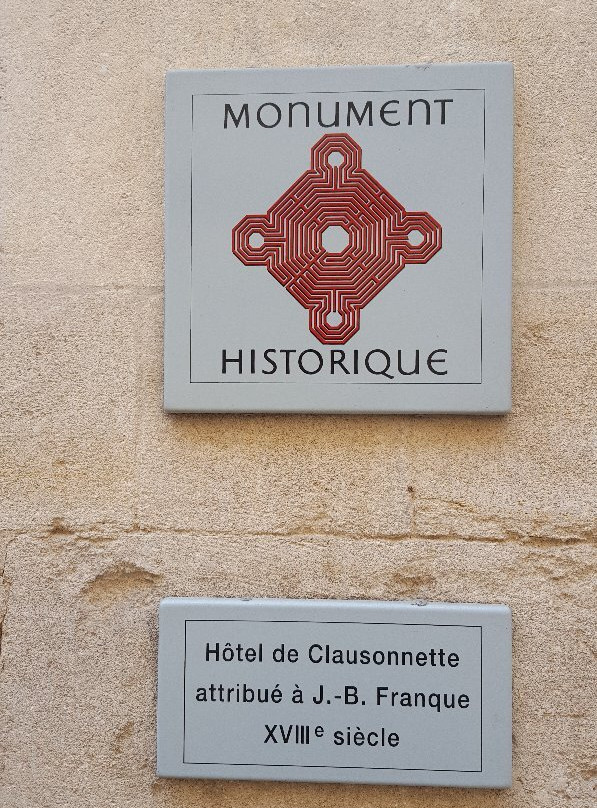 MONUMENT
HISTORIQUE
Hôtel de Clausonnette
attribué à J.-B. Franque
XVIIIᵉ siècle